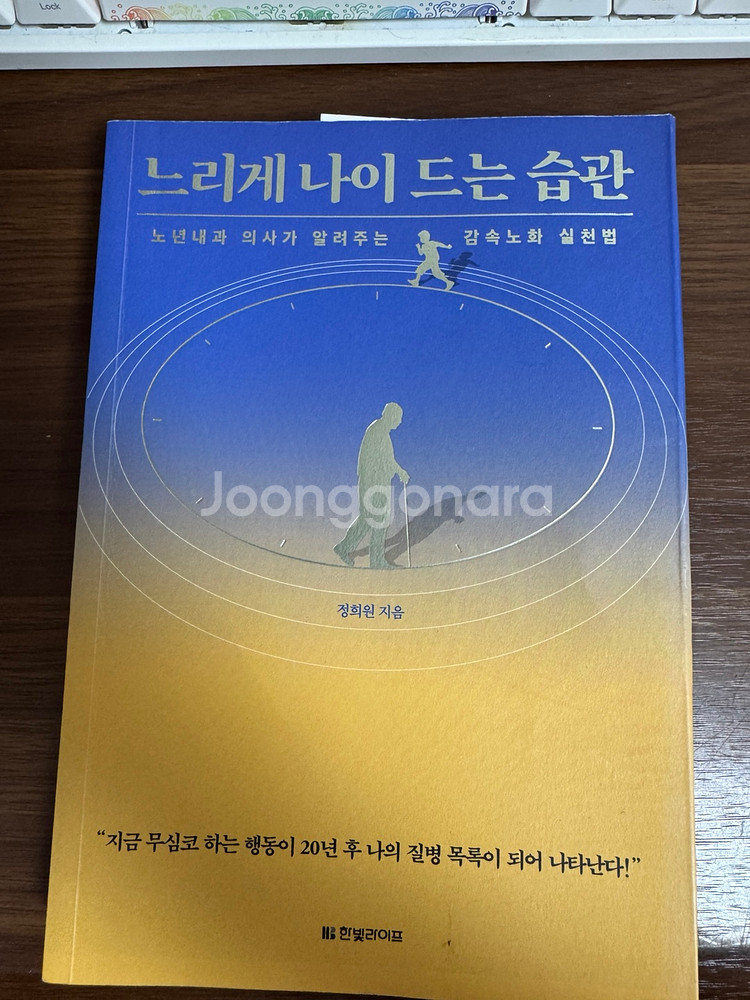 Lock
느리게 나이 드는 습관
노년내과 의사가 알려주는 감속노화 실천법
Joonggonara
정희원 지음
“지금 무심코 하는 행동이 20년 후 나의 질병 목록이 되어 나타난다!”
한빛라이프